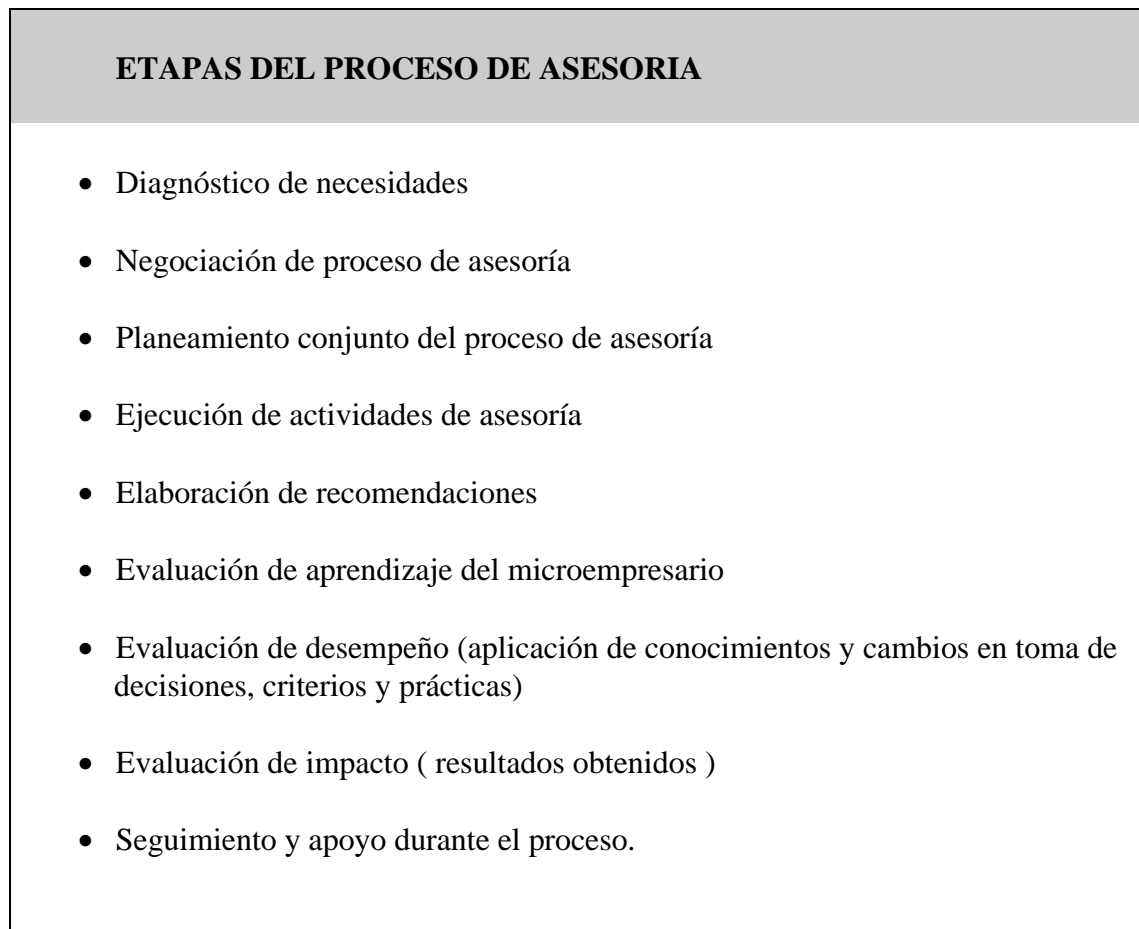 ETAPAS DEL PROCESO DE ASESORIA
• Diagnóstico de necesidades
• Negociación de proceso de asesoría
• Planeamiento conjunto del proceso de asesoría
• Ejecución de actividades de asesoría
• Elaboración de recomendaciones
• Evaluación de aprendizaje del microempresario
• Evaluación de desempeño (aplicación de conocimientos y cambios en toma de
decisiones, criterios y prácticas)
• Evaluación de impacto ( resultados obtenidos )
• Seguimiento y apoyo durante el proceso.